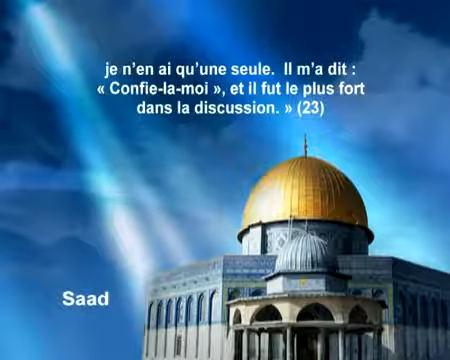 je n'en ai qu'une seule.  Il m'a dit :
« Confie-la-moi », et il fut le plus fort
dans la discussion. » (23)
Saad